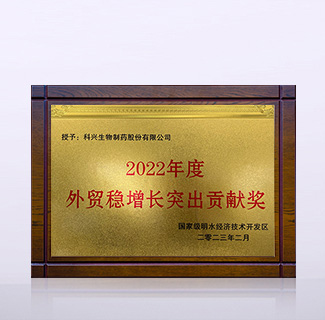 授予：科兴生物制药股份有限公司
2022年度
外贸稳增长突出贡献奖
国家级明水经济技术开发区
二零二三年二月